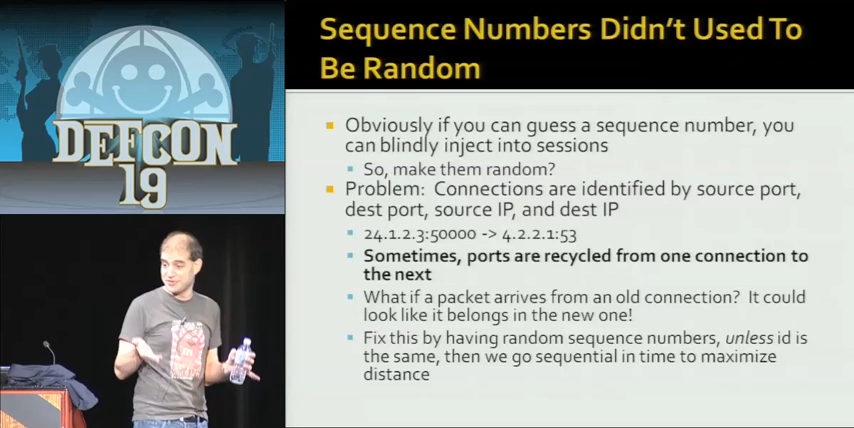 DEFCON
19
Sequence Numbers Didn't Used To
Be Random
Obviously if you can guess a sequence number, you
can blindly inject into sessions
So, make them random?
Problem: Connections are identified by source port,
dest port, source IP, and dest IP
24.1.2.3:50000 -> 4.2.2.1:53
Sometimes, ports are recycled from one connection to
the next
What if a packet arrives from an old connection? It could
look like it belongs in the new one!
Fix this by having random sequence numbers, unless id is
the same, then we go sequential in time to maximize
distance